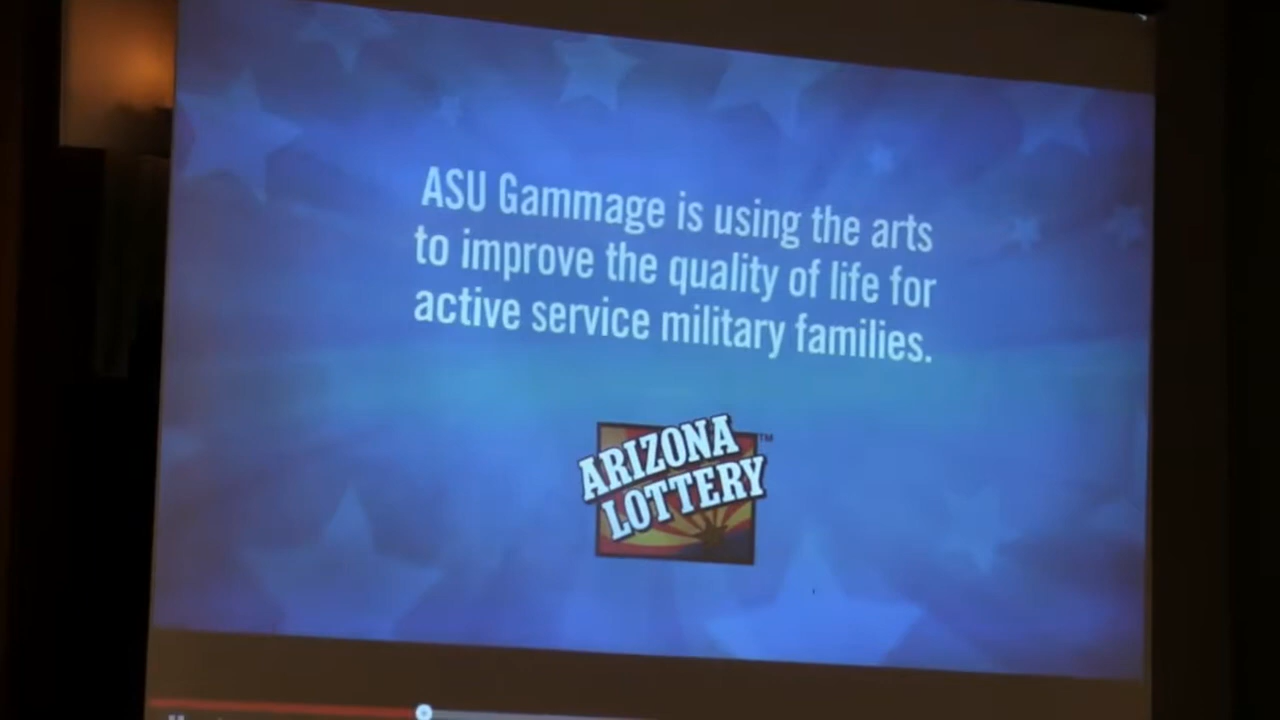 ASU Gammage is using the arts
to improve the quality of life for
active service military families.
ARIZONA
LOTTERY
TM